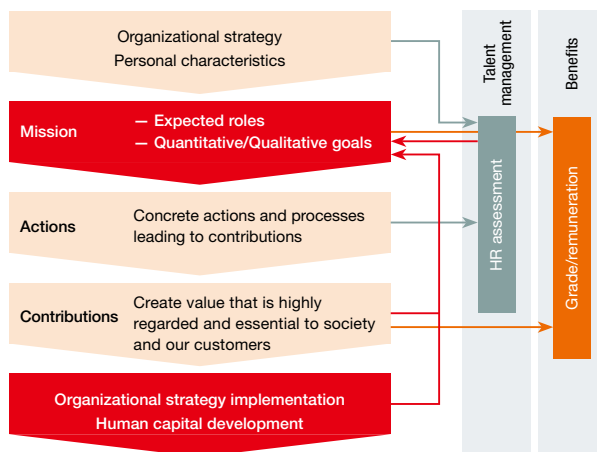 Organizational strategy
Personal characteristics
Mission
— Expected roles
— Quantitative/Qualitative goals
Actions
Concrete actions and processes
leading to contributions
Contributions
Create value that is highly
regarded and essential to society
and our customers
Organizational strategy implementation
Human capital development
Talent
management
HR assessment
Benefits
Grade/remuneration